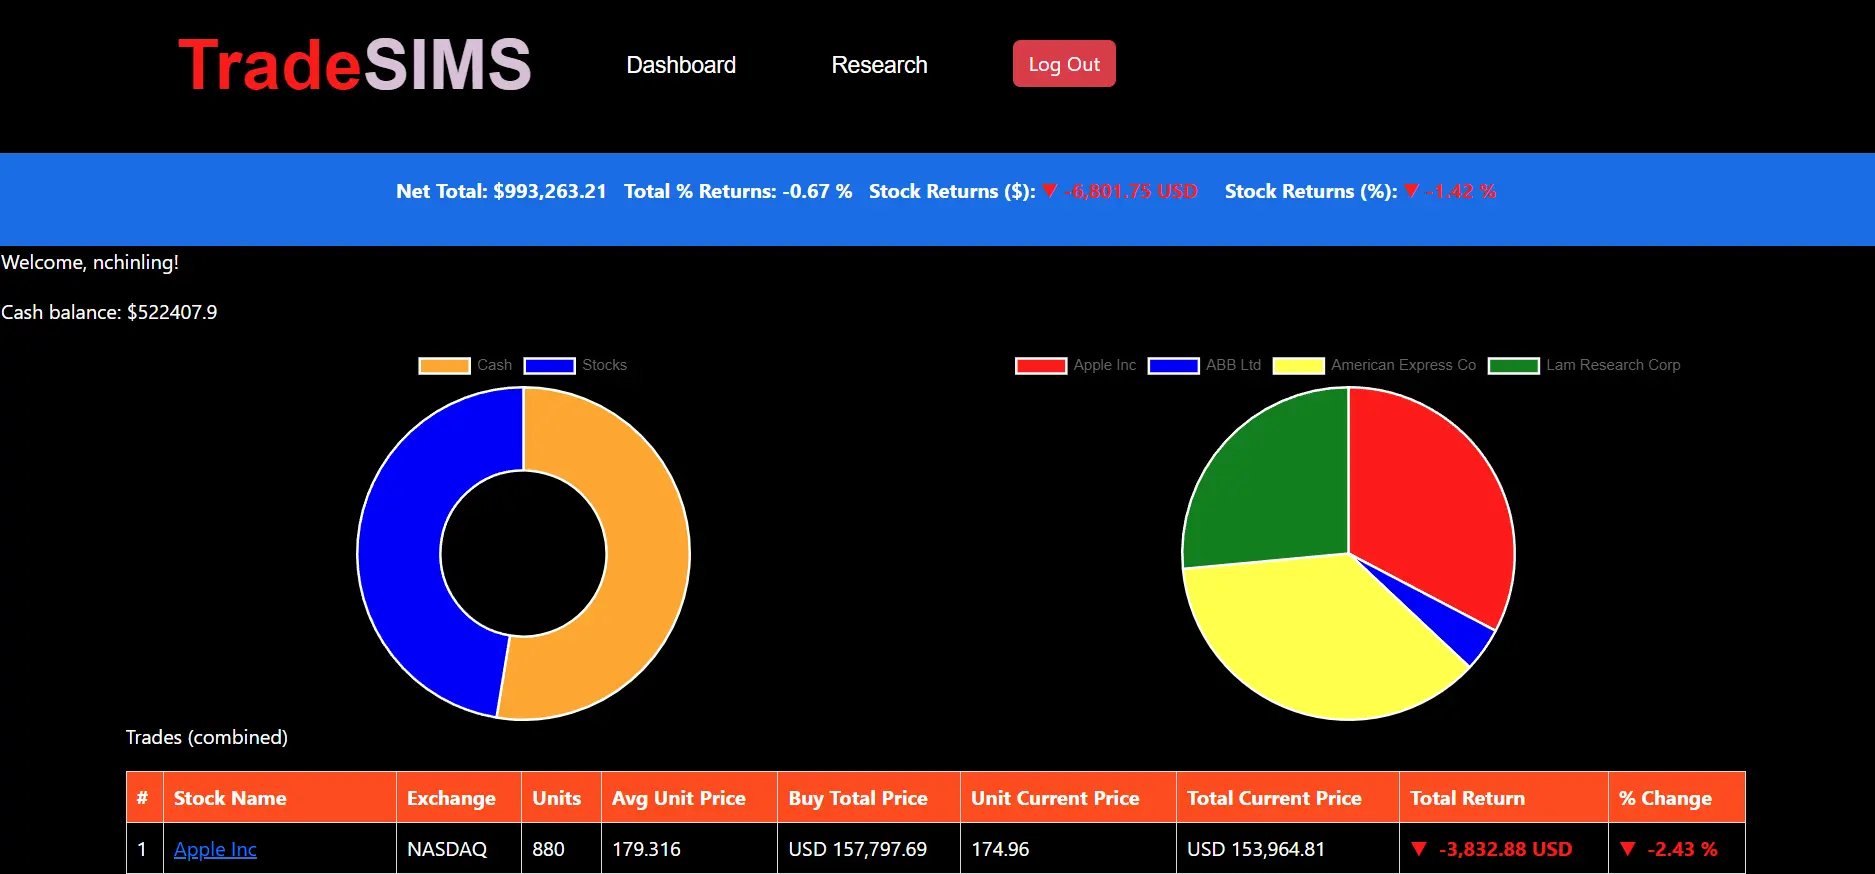 TradeSIMS Dashboard Research Log Out
Net Total: $993,263.21 Total % Returns: -0.67 % Stock Returns ($): ▼ -6,801.75 USD Stock Returns (%): ▼ -1.42 %
Welcome, nchinling!
Cash balance: $522407.9
Cash Stocks Apple Inc ABB Ltd American Express Co Lam Research Corp
Trades (combined)
# Stock Name Exchange Units Avg Unit Price Buy Total Price Unit Current Price Total Current Price Total Return % Change
1 Apple Inc NASDAQ 880 179.316 USD 157,797.69 174.96 USD 153,964.81 ▼ -3,832.88 USD ▼ -2.43 %